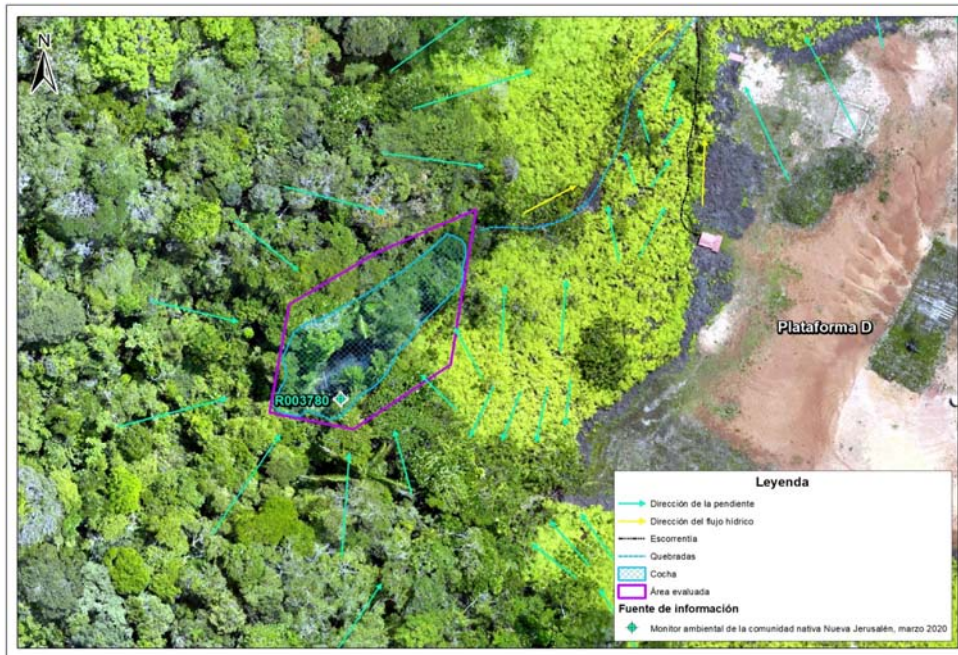 N
R003780
Plataforma D
Leyenda
Dirección de la pendiente
Dirección del flujo hídrico
Escorrentía
Quebradas
Cocha
Área evaluada
Fuente de información
Monitor ambiental de la comunidad nativa Nueva Jerusalén, marzo 2020